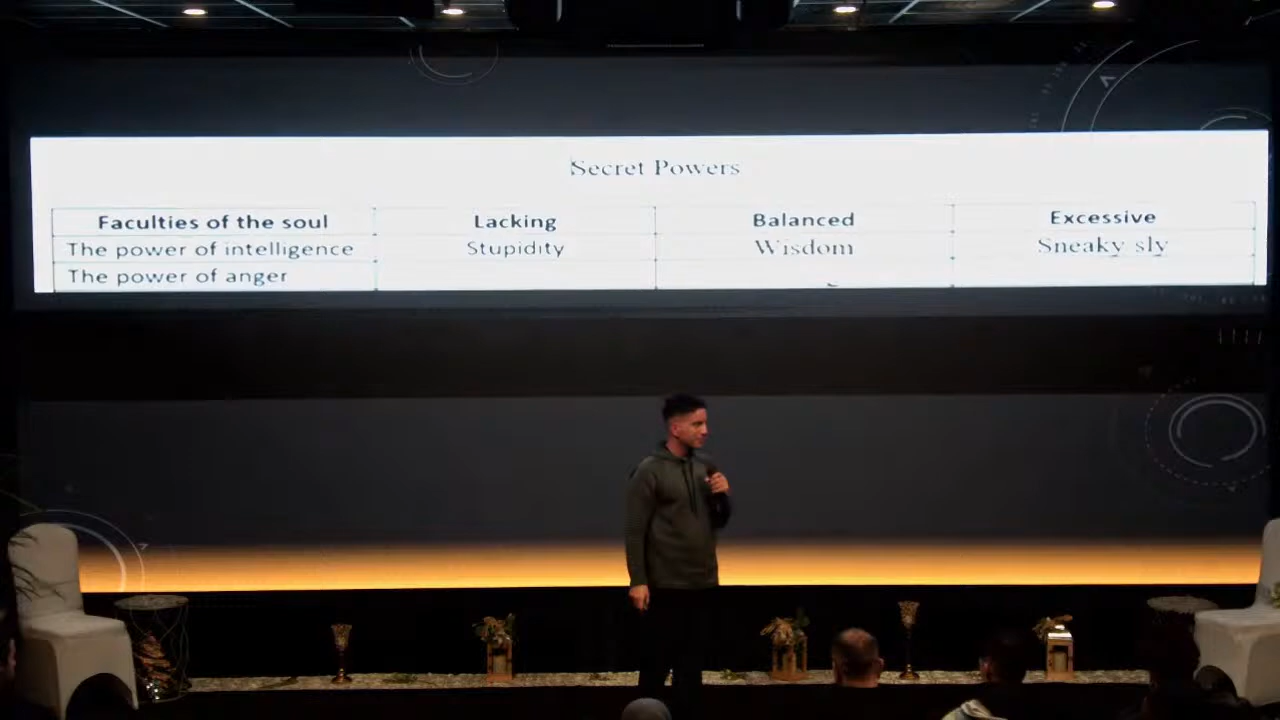 Secret Powers
Faculties of the soul Lacking Balanced Excessive
The power of intelligence Stupidity Wisdom Sneaky sly
The power of anger